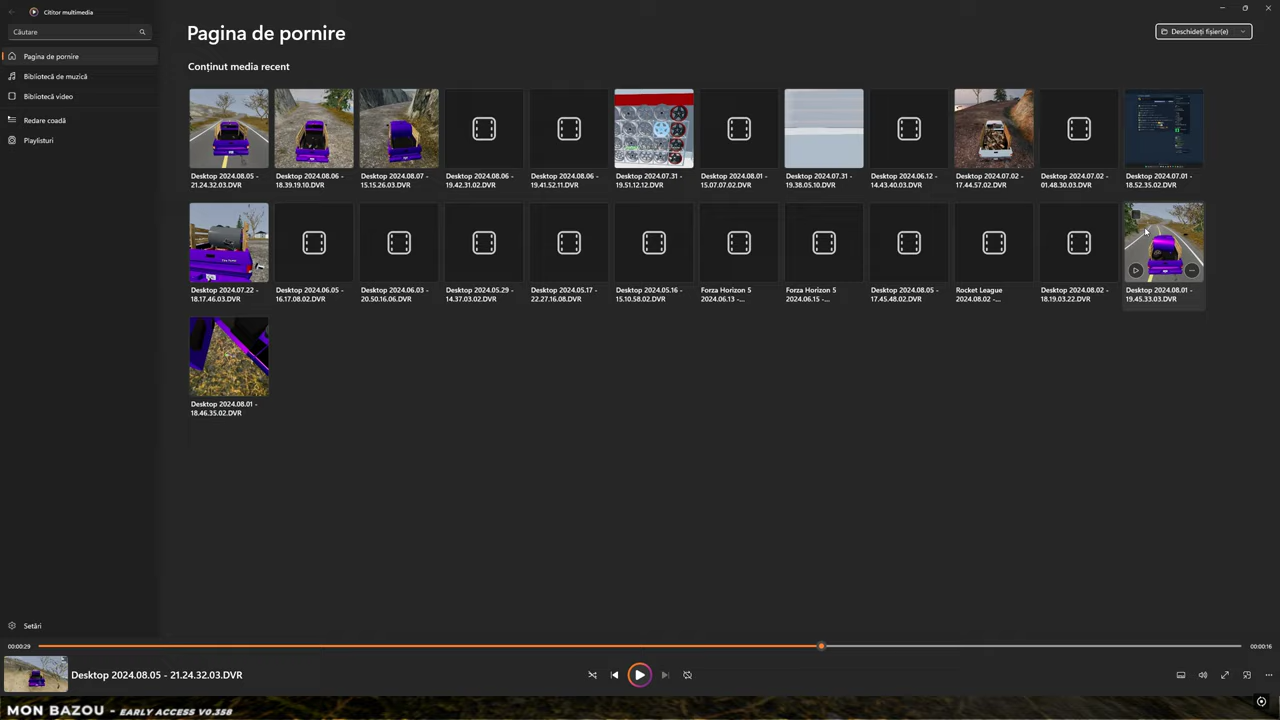 Cititor multimedia
Căutare
Pagina de pornire
Bibliotecă de muzică
Bibliotecă video
Redare coadă
Playlisturi
Setări
Pagina de pornire
Deschideți fișier(e)
Conținut media recent
Desktop 2024.08.05 -
21.24.32.03.DVR
Desktop 2024.08.06 -
18.39.19.10.DVR
Desktop 2024.08.07 -
15.15.26.03.DVR
Desktop 2024.08.06 -
19.42.31.02.DVR
Desktop 2024.08.06 -
19.41.52.11.DVR
Desktop 2024.07.31 -
19.51.12.12.DVR
Desktop 2024.08.01 -
15.07.07.02.DVR
Desktop 2024.07.31 -
19.38.05.10.DVR
Desktop 2024.06.12 -
14.43.40.03.DVR
Desktop 2024.07.02 -
17.44.57.02.DVR
Desktop 2024.07.02 -
01.48.30.03.DVR
Desktop 2024.07.01 -
18.52.35.02.DVR
Desktop 2024.07.22 -
18.17.46.03.DVR
Desktop 2024.06.05 -
16.17.08.02.DVR
Desktop 2024.06.03 -
20.50.16.06.DVR
Desktop 2024.05.29 -
14.37.03.02.DVR
Desktop 2024.05.17 -
22.27.16.08.DVR
Desktop 2024.05.16 -
15.10.58.02.DVR
Forza Horizon 5
2024.06.13 -...
Forza Horizon 5
2024.06.15 -...
Desktop 2024.08.05 -
17.45.48.02.DVR
Rocket League
2024.08.02 -...
Desktop 2024.08.02 -
18.19.03.22.DVR
Desktop 2024.08.01 -
19.45.33.03.DVR
Desktop 2024.08.01 -
18.46.35.02.DVR
00:00:29
00:00:16
Desktop 2024.08.05 - 21.24.32.03.DVR
MON BAZOU - EARLY ACCESS V0.358